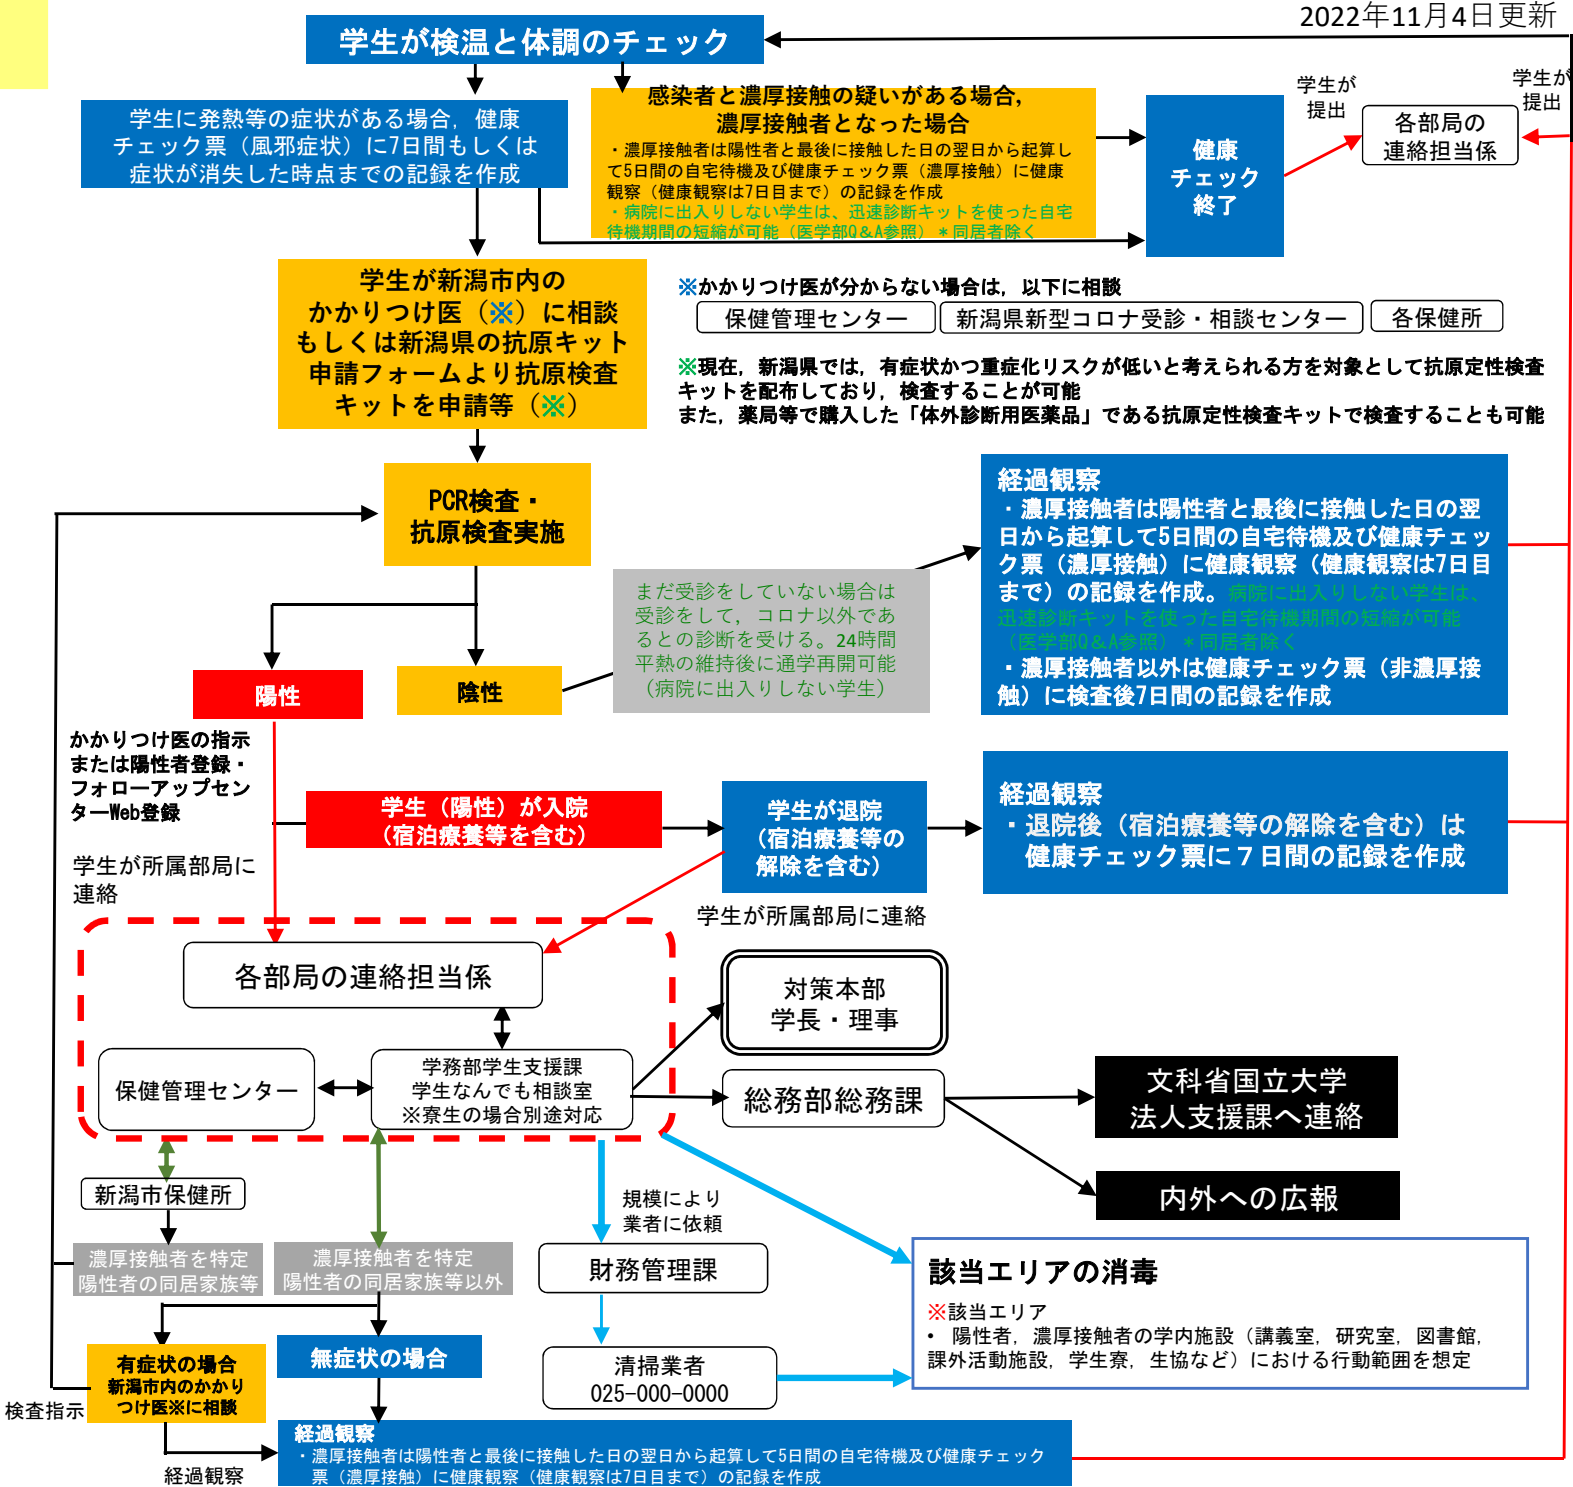 2022年11月4日更新
学生が検温と体調のチェック
学生に発熱等の症状がある場合，健康
チェック票（風邪症状）に7日間もしくは
症状が消失した時点までの記録を作成
感染者と濃厚接触の疑いがある場合，
濃厚接触者となった場合
・濃厚接触者は陽性者と最後に接触した日の翌日から起算し
て5日間の自宅待機及び健康チェック票（濃厚接触）に健康
観察（健康観察は7日目まで）の記録を作成
・病院に出入りしない学生は、迅速診断キットを使った自宅
待機期間の短縮が可能（医学部Q＆A参照）＊同居者除く
健康
チェック
終了
学生が
提出
各部局の
連絡担当係
学生が
提出
学生が新潟市内の
かかりつけ医（※）に相談
もしくは新潟県の抗原キット
申請フォームより抗原検査
キットを申請等（※）
※かかりつけ医が分からない場合は，以下に相談
保健管理センター
新潟県新型コロナ受診・相談センター
各保健所
※現在，新潟県では，有症状かつ重症化リスクが低いと考えられる方を対象として抗原定性検査
キットを配布しており，検査することが可能
また，薬局等で購入した「体外診断用医薬品」である抗原定性検査キットで検査することも可能
PCR検査・
抗原検査実施
まだ受診をしていない場合は
受診をして，コロナ以外であ
るとの診断を受ける。24時間
平熱の維持後に通学再開可能
（病院に出入りしない学生）
経過観察
・濃厚接触者は陽性者と最後に接触した日の翌
日から起算して5日間の自宅待機及び健康チェッ
ク票（濃厚接触）に健康観察（健康観察は7日目
まで）の記録を作成。病院に出入りしない学生は、
迅速診断キットを使った自宅待機期間の短縮が可能
（医学部Q＆A参照）＊同居者除く
・濃厚接触者以外は健康チェック票（非濃厚接
触）に検査後7日間の記録を作成
陽性
陰性
かかりつけ医の指示
または陽性者登録・
フォローアップセン
ターWeb登録
学生（陽性）が入院
（宿泊療養等を含む）
学生が退院
（宿泊療養等の
解除を含む）
経過観察
・退院後（宿泊療養等の解除を含む）は
健康チェック票に７日間の記録を作成
学生が所属部局に
連絡
学生が所属部局に連絡
各部局の連絡担当係
対策本部
学長・理事
保健管理センター
学務部学生支援課
学生なんでも相談室
※寮生の場合別途対応
総務部総務課
文科省国立大学
法人支援課へ連絡
内外への広報
新潟市保健所
規模により
業者に依頼
濃厚接触者を特定
陽性者の同居家族等
濃厚接触者を特定
陽性者の同居家族等以外
財務管理課
該当エリアの消毒
※該当エリア
• 陽性者，濃厚接触者の学内施設（講義室，研究室，図書館，
課外活動施設，学生寮，生協など）における行動範囲を想定
有症状の場合
新潟市内のかかり
つけ医※に相談
無症状の場合
清掃業者
025-000-0000
検査指示
経過観察
経過観察
・濃厚接触者は陽性者と最後に接触した日の翌日から起算して5日間の自宅待機及び健康チェック
票（濃厚接触）に健康観察（健康観察は7日目まで）の記録を作成